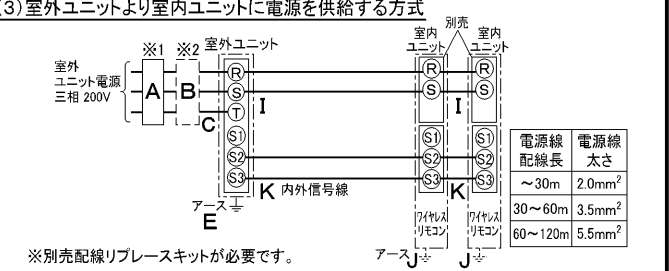 (3)室外ユニットより室内ユニットに電源を供給する方式
※1 ※2 室外ユニット
別売
室内ユニット 室内ユニット
室外
ユニット電源
三相 200V
A B C
R
S
T
S1
S2
S3
I
K 内外信号線
アース
E
R
S
S1
S2
S3
ワイヤレス
リモコン
I
K
R
S
S1
S2
S3
ワイヤレス
リモコン
アース J J
電源線配線長 電源線太さ
~30m 2.0mm²
30~60m 3.5mm²
60~120m 5.5mm²
※別売配線リプレースキットが必要です。